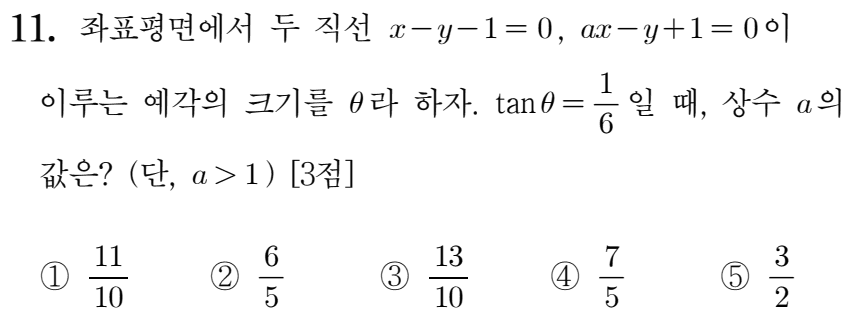 11. 좌표평면에서 두 직선 x-y-1=0, ax-y+1=0이
이루는 예각의 크기를 θ라 하자. tanθ=1/6일 때, 상수 a의
값은? (단, a>1) [3점]
① 11/10 ② 6/5 ③ 13/10 ④ 7/5 ⑤ 3/2